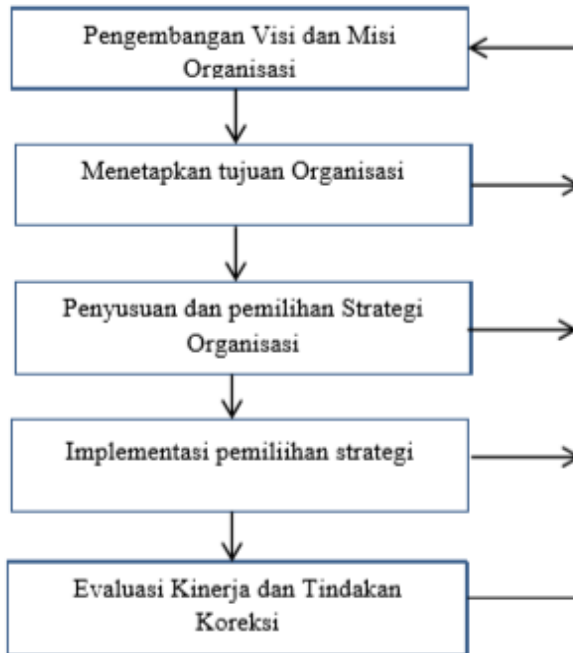 Pengembangan Visi dan Misi
Organisasi
Menetapkan tujuan Organisasi
Penyusuan dan pemilihan Strategi
Organisasi
Implementasi pemiliihan strategi
Evaluasi Kinerja dan Tindakan
Koreksi